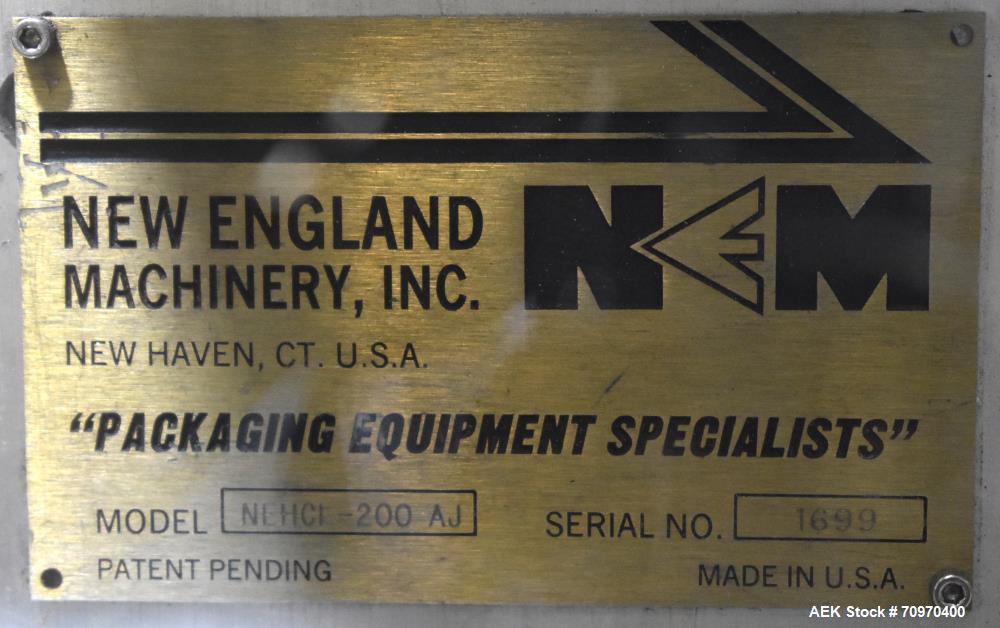 NEW ENGLAND
MACHINERY, INC.
NEM
NEW HAVEN, CT. U.S.A.
“PACKAGING EQUIPMENT SPECIALISTS”
MODEL -200 AJ
SERIAL NO. 1699
PATENT PENDING
MADE IN U.S.A.
AEK Stock # 70970400